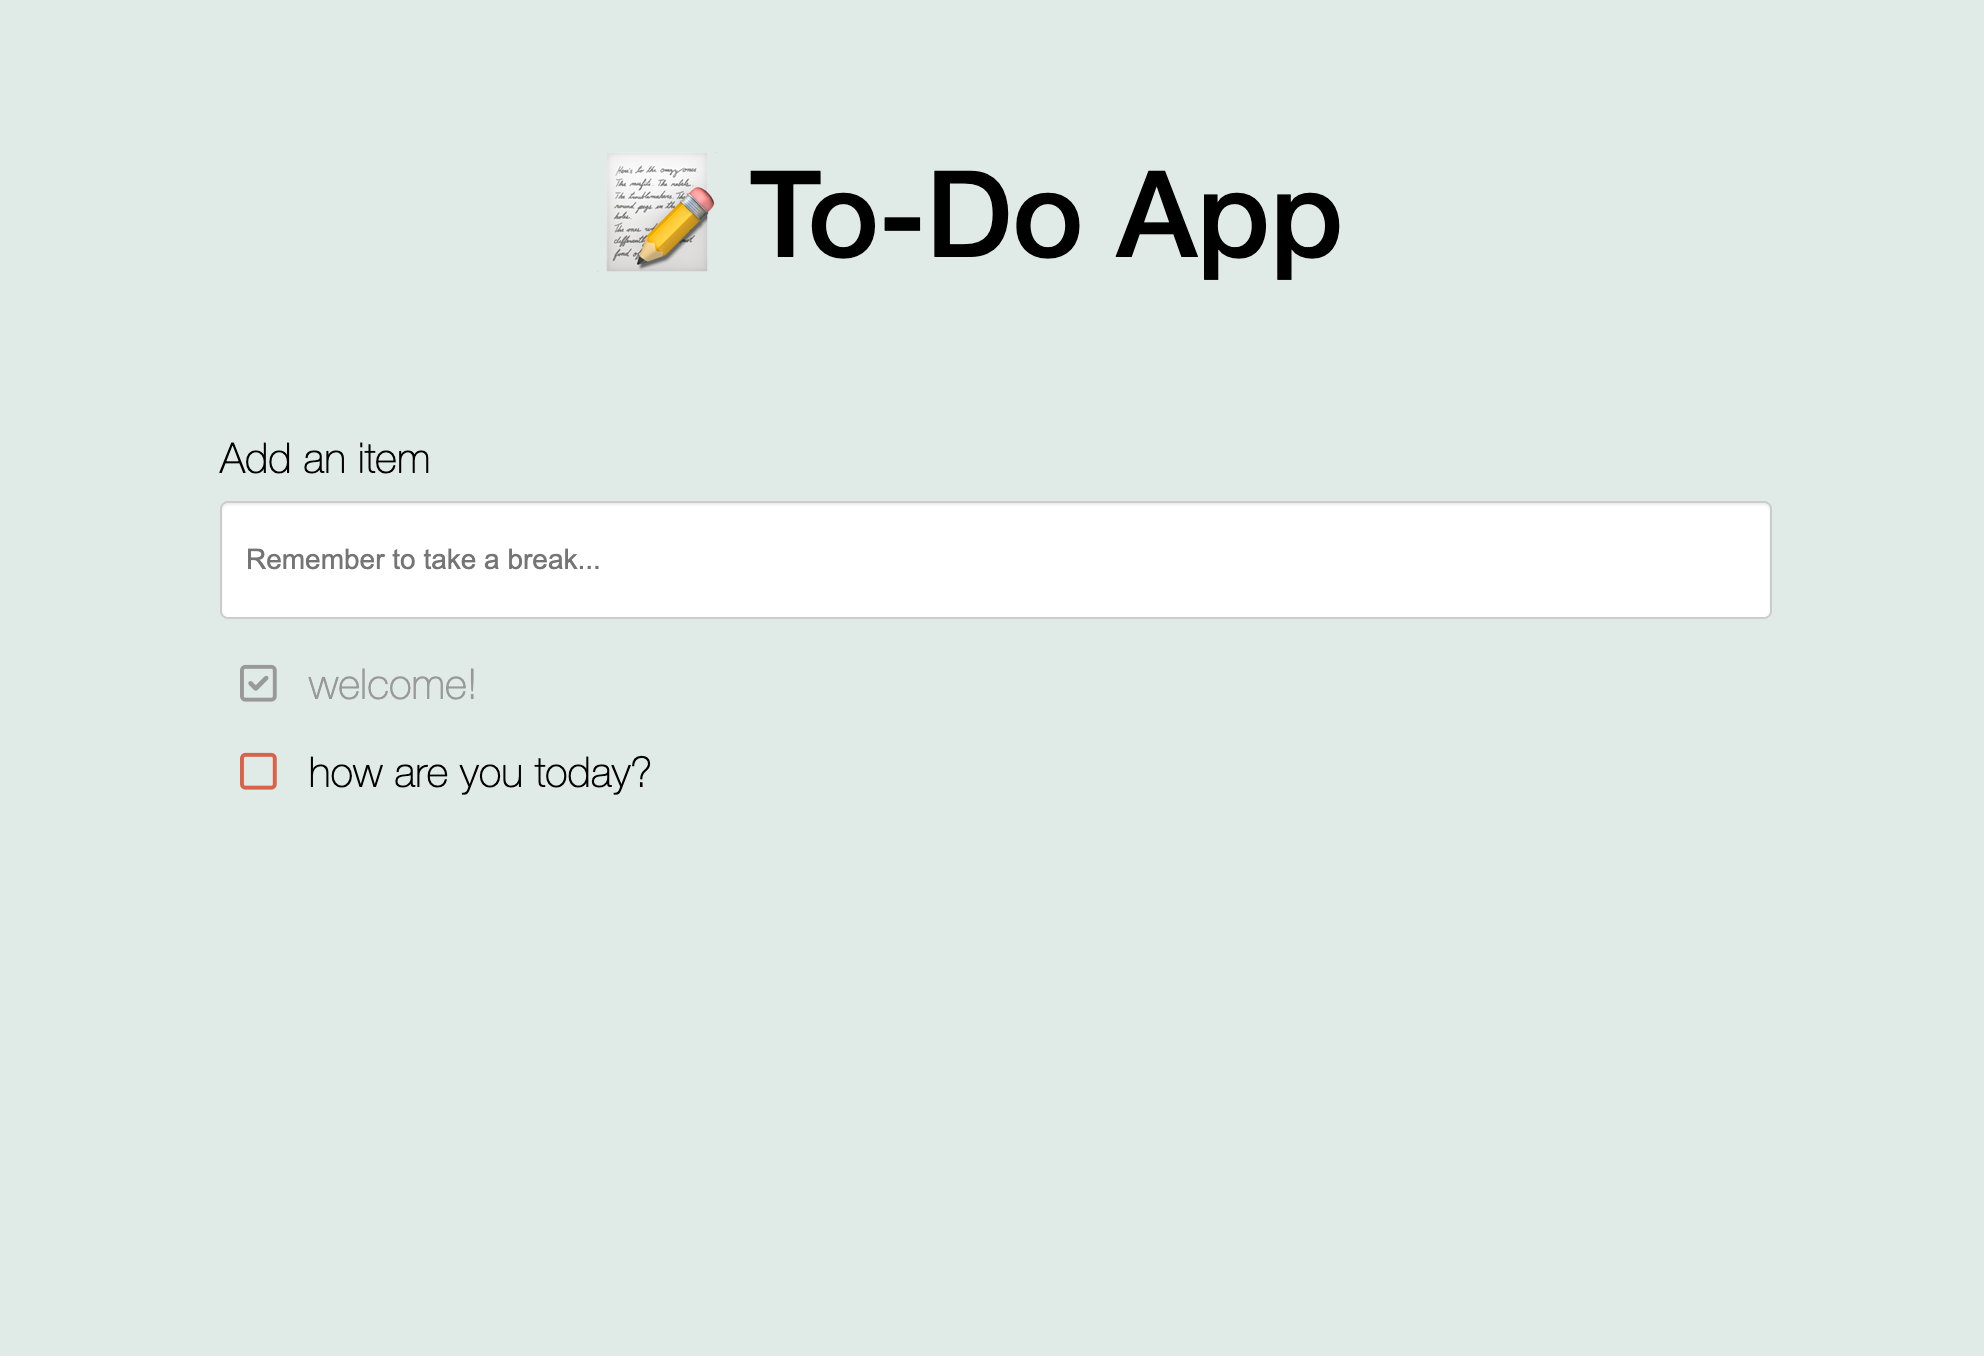 To-Do App
Add an item
Remember to take a break...
welcome!
how are you today?